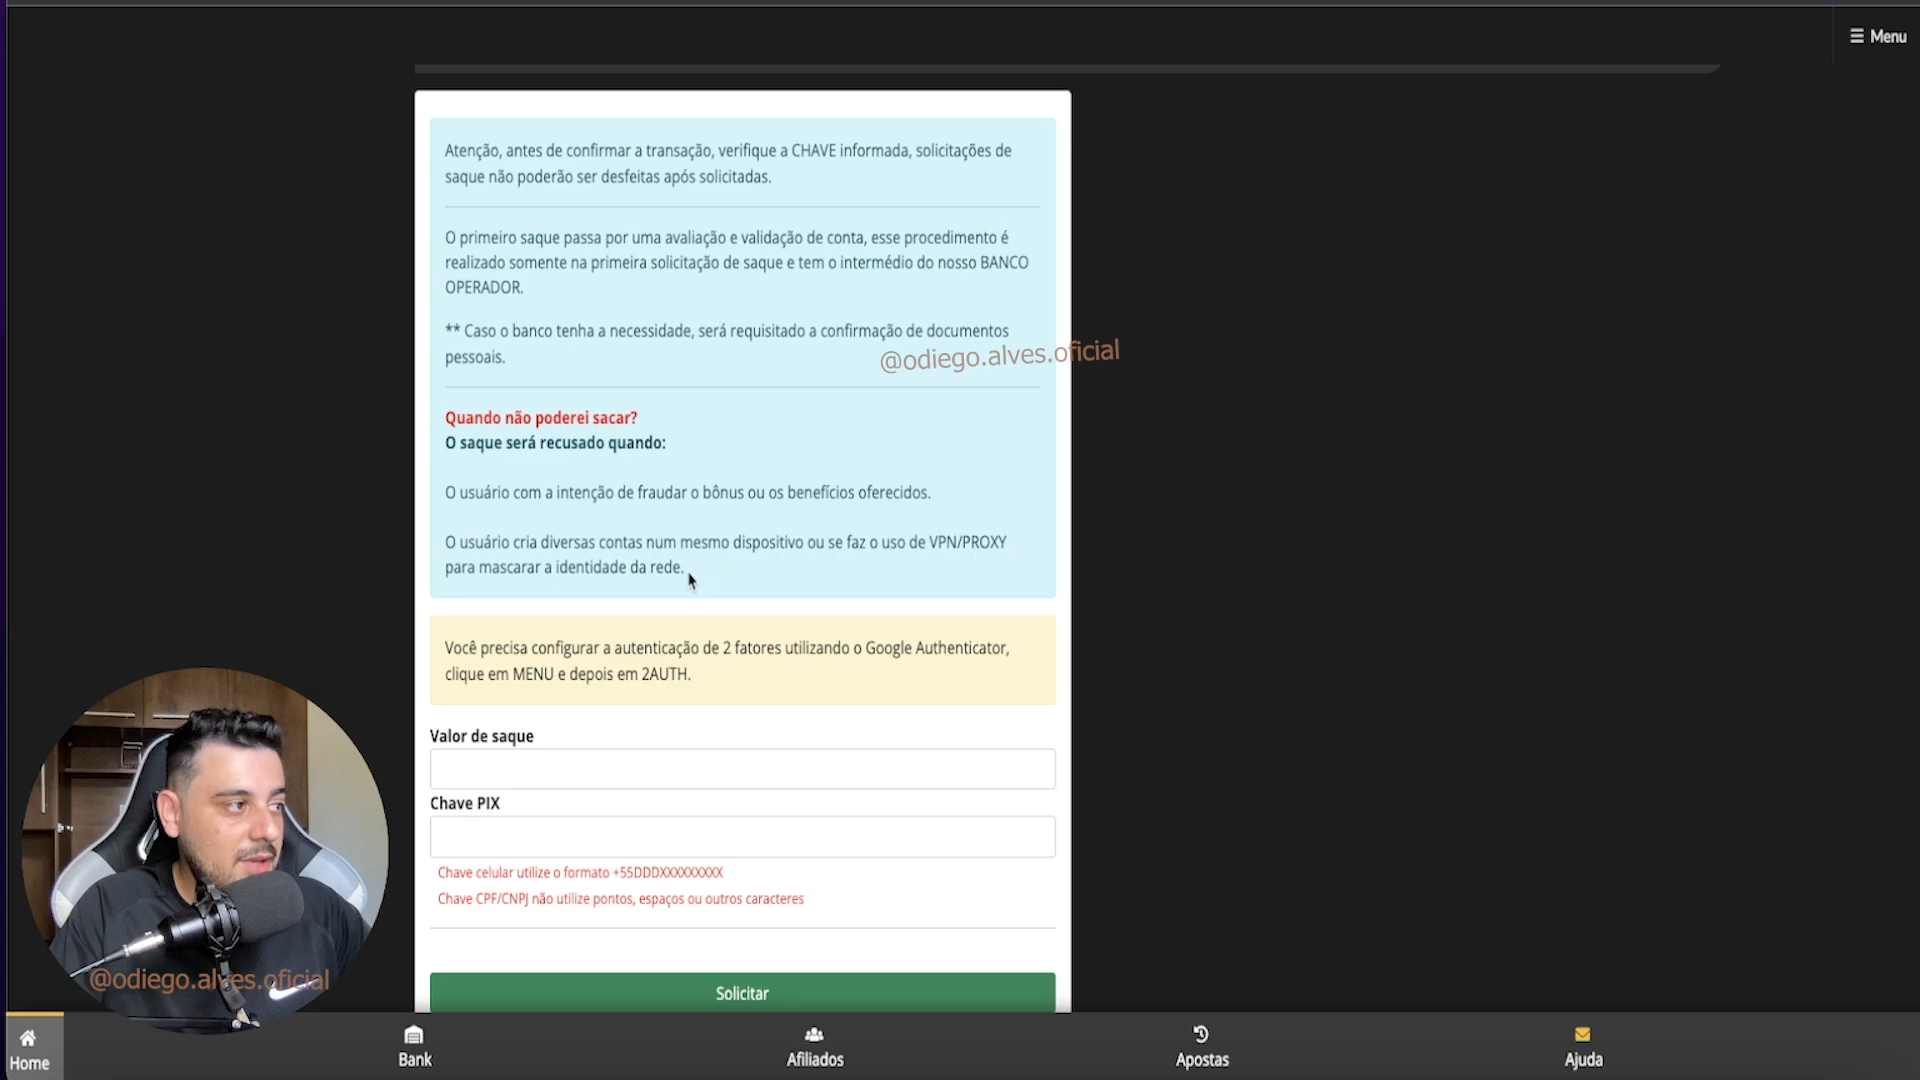 ☰ Menu
Atenção, antes de confirmar a transação, verifique a CHAVE informada, solicitações de
saque não poderão ser desfeitas após solicitadas.
O primeiro saque passa por uma avaliação e validação de conta, esse procedimento é
realizado somente na primeira solicitação de saque e tem o intermédio do nosso BANCO
OPERADOR.
** Caso o banco tenha a necessidade, será requisitado a confirmação de documentos
pessoais.
@odiego.alves.oficial
Quando não poderei sacar?
O saque será recusado quando:
O usuário com a intenção de fraudar o bônus ou os benefícios oferecidos.
O usuário cria diversas contas num mesmo dispositivo ou se faz o uso de VPN/PROXY
para mascarar a identidade da rede.
Você precisa configurar a autenticação de 2 fatores utilizando o Google Authenticator,
clique em MENU e depois em 2AUTH.
Valor de saque
Chave PIX
Chave celular utilize o formato +55DDDXXXXXXXXX
Chave CPF/CNPJ não utilize pontos, espaços ou outros caracteres
@odiego.alves.oficial
Solicitar
Home
Bank
Afiliados
Apostas
Ajuda